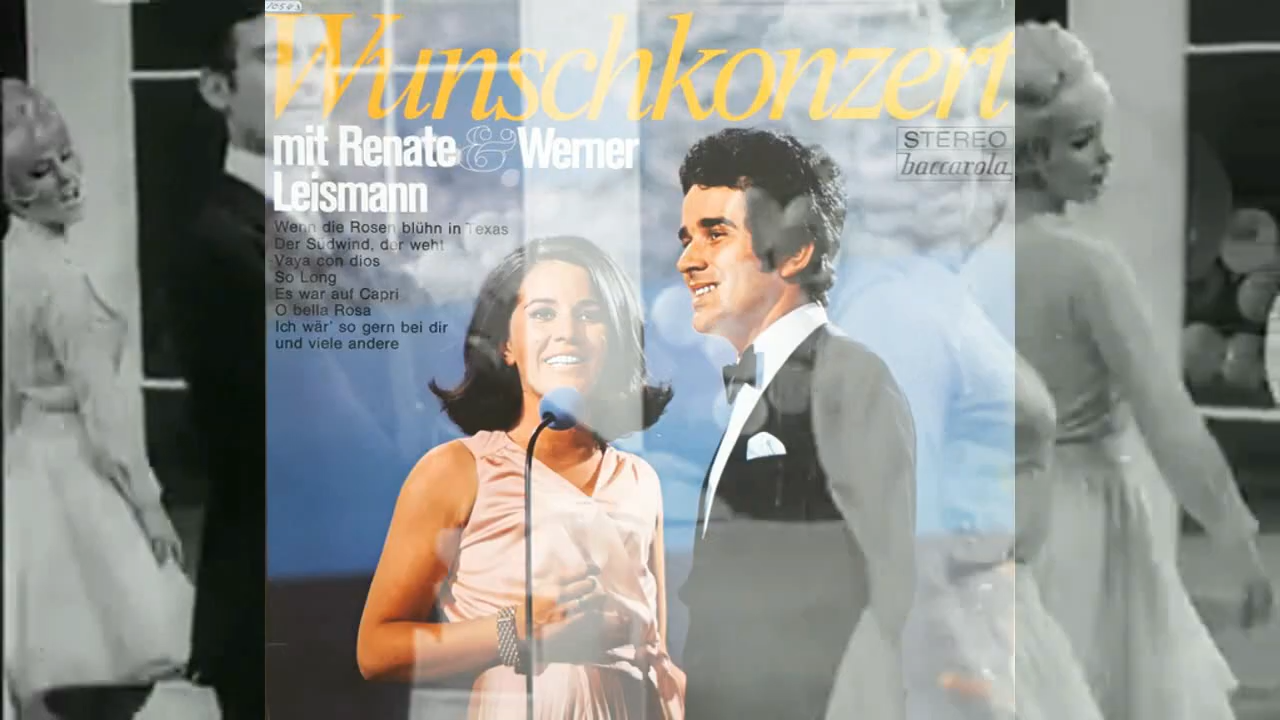 10543
Wunschkonzert
mit Renate & Werner
Leismann
STEREO
baccarola
Wenn die Rosen blühn in Texas
Der Südwind, der weht
Vaya con dios
So Long
Es war auf Capri
O bella Rosa
Ich wär' so gern bei dir
und viele andere